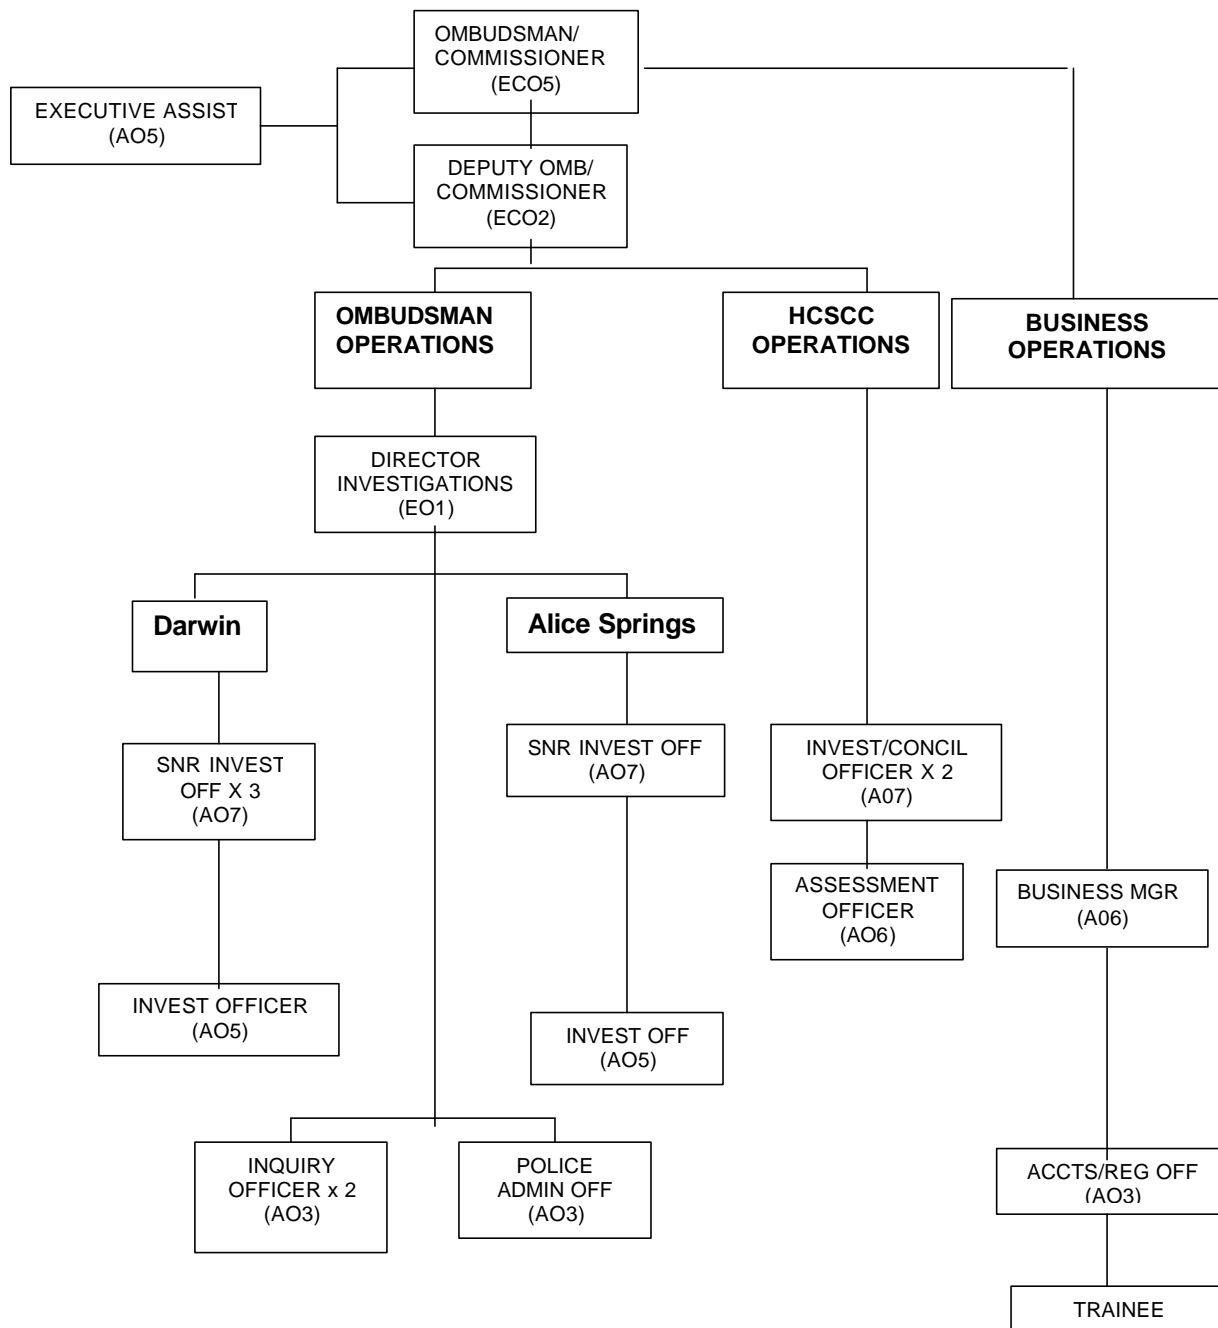 OMBUDSMAN/
COMMISSIONER
(ECO5)
EXECUTIVE ASSIST
(AO5)
DEPUTY OMB/
COMMISSIONER
(ECO2)
OMBUDSMAN
OPERATIONS
HCSCC
OPERATIONS
BUSINESS
OPERATIONS
DIRECTOR
INVESTIGATIONS
(EO1)
Darwin
Alice Springs
SNR INVEST
OFF X 3
(AO7)
SNR INVEST OFF
(AO7)
INVEST/CONCIL
OFFICER X 2
(A07)
ASSESSMENT
OFFICER
(AO6)
BUSINESS MGR
(A06)
INVEST OFFICER
(AO5)
INVEST OFF
(AO5)
INQUIRY
OFFICER x 2
(AO3)
POLICE
ADMIN OFF
(AO3)
ACCTS/REG OFF
(AO3)
TRAINEE